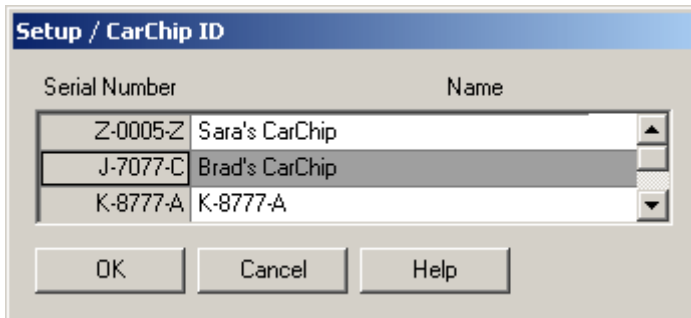 Setup / CarChip ID
Serial Number Name
Z-0005-Z Sara's CarChip
J-7077-C Brad's CarChip
K-8777-A K-8777-A
OK Cancel Help